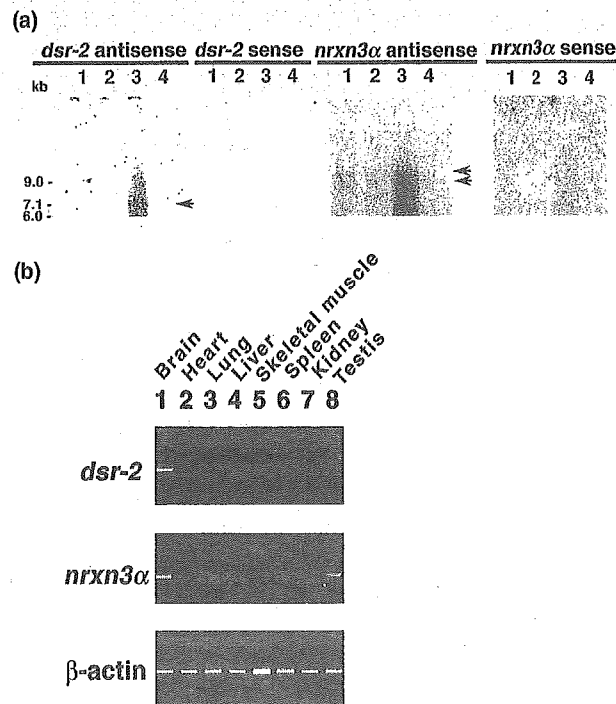 (a)
dsr-2 antisense dsr-2 sense nrxn3α antisense nrxn3α sense
kb 1 2 3 4 1 2 3 4 1 2 3 4 1 2 3 4
9.0 -
7.1 -
6.0 -
(b)
Brain Heart Lung Liver Skeletal muscle Spleen Kidney Testis
1 2 3 4 5 6 7 8
dsr-2
nrxn3α
β-actin